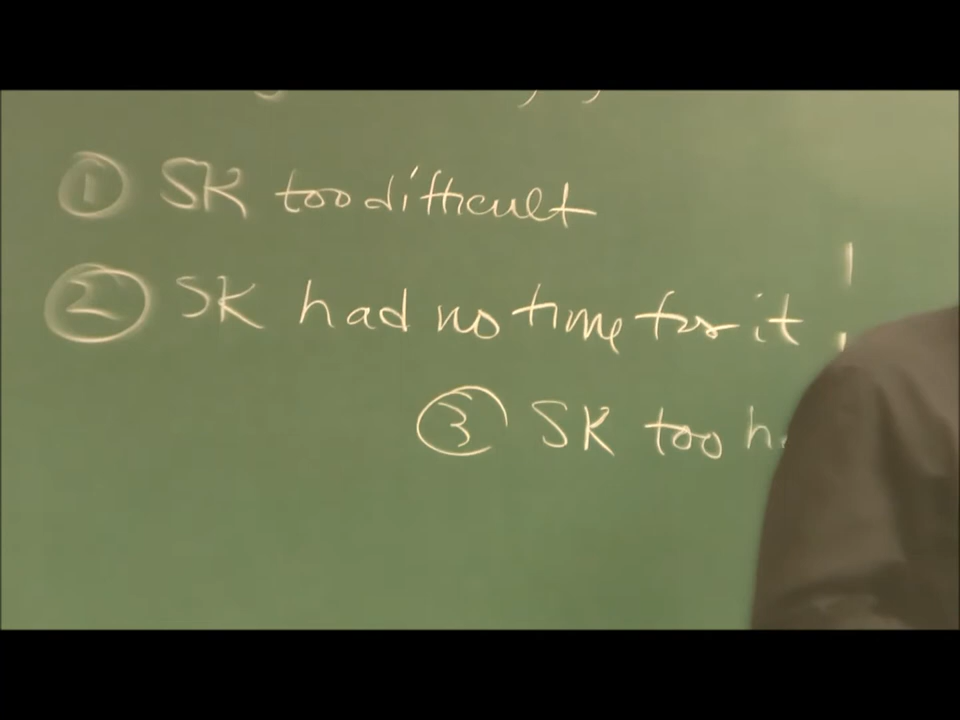 ① SK too difficult
② SK had no time for it !
③ SK too